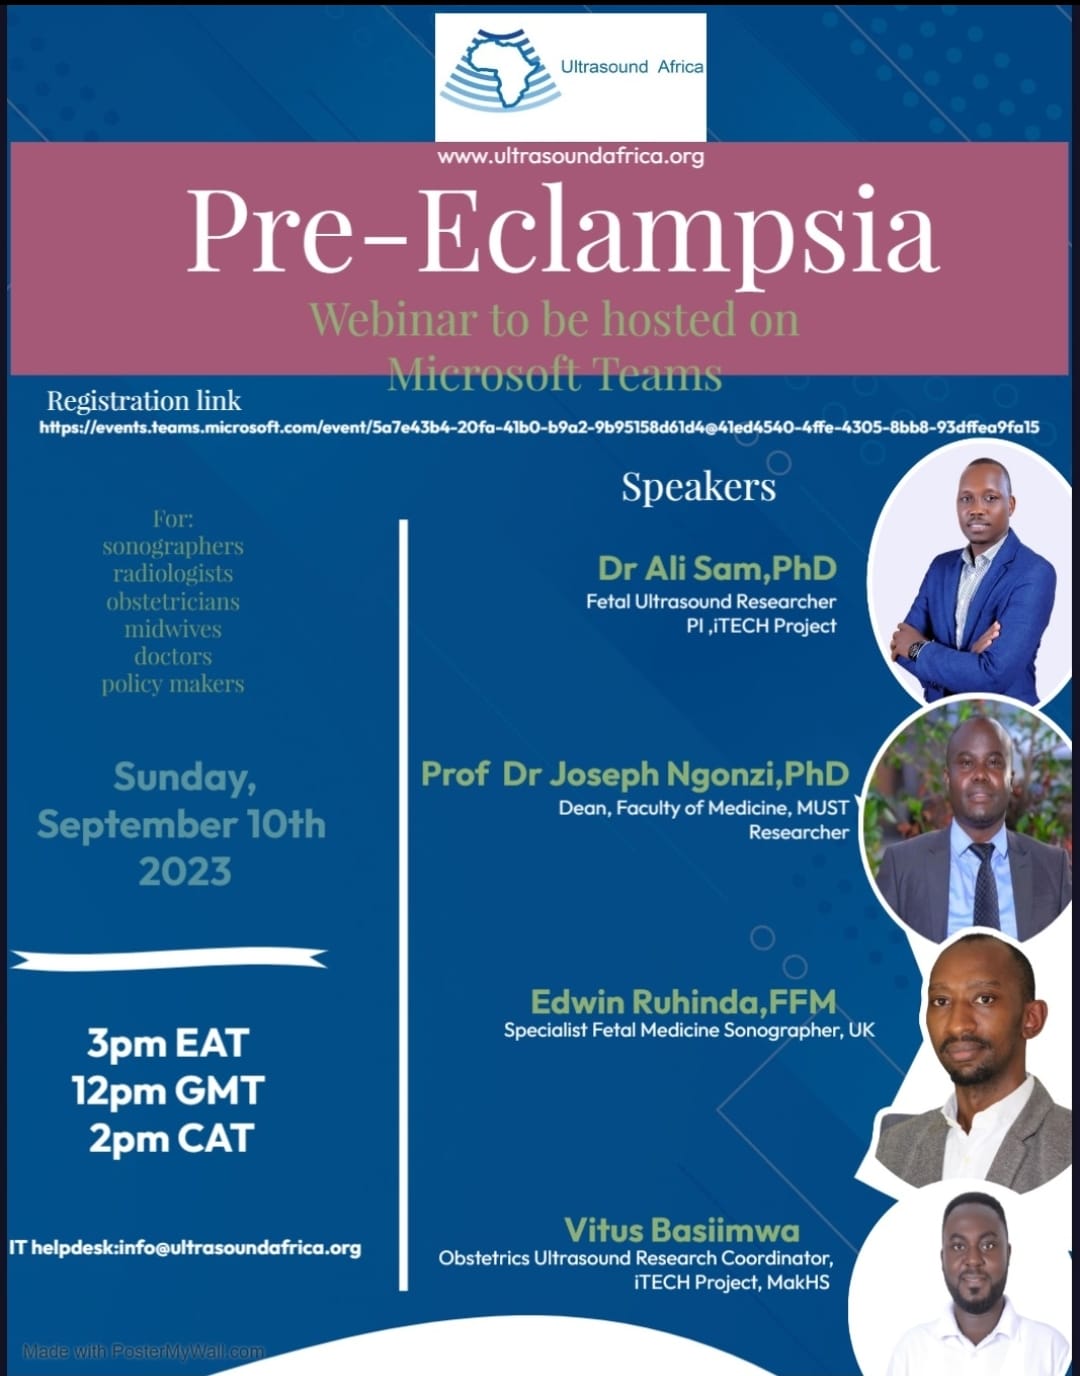 Ultrasound Africa
www.ultrasoundafrica.org
Pre-Eclampsia
Webinar to be hosted on
Microsoft Teams
Registration link
https://events.teams.microsoft.com/event/5a7e43b4-20fa-41b0-b9a2-9b95158d61d4@41ed4540-4ffe-4305-8bb8-93dffea9fa15
For:
sonographers
radiologists
obstetricians
midwives
doctors
policy makers
Sunday,
September 10th
2023
3pm EAT
12pm GMT
2pm CAT
IT helpdesk:info@ultrasoundafrica.org
Speakers
Dr Ali Sam,PhD
Fetal Ultrasound Researcher
PI ,iTECH Project
Prof Dr Joseph Ngonzi,PhD
Dean, Faculty of Medicine, MUST
Researcher
Edwin Ruhinda,FFM
Specialist Fetal Medicine Sonographer, UK
Vitus Basiimwa
Obstetrics Ultrasound Research Coordinator,
iTECH Project, MakHS
Made with PosterMyWall.com